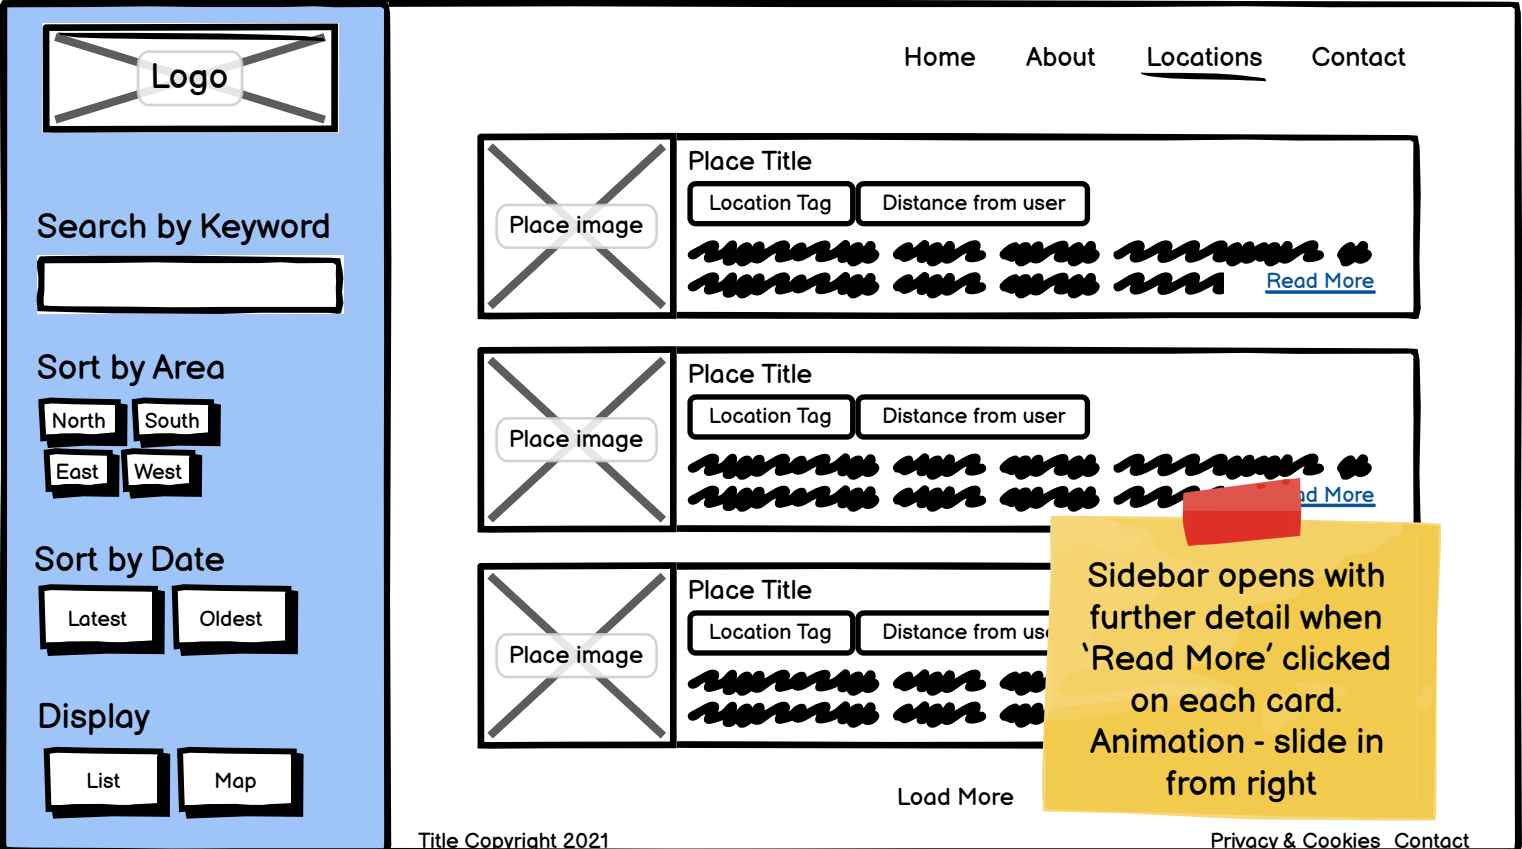 Logo
Home About Locations Contact
Search by Keyword
Sort by Area
North South
East West
Sort by Date
Latest Oldest
Display
List Map
Place image
Place Title
Location Tag Distance from user
Read More
Place image
Place Title
Location Tag Distance from user
More
Place image
Place Title
Location Tag Distance from
Sidebar opens with
further detail when
‘Read More’ clicked
on each card.
Animation - slide in
from right
Load More
Title Copyright 2021 Privacy & Cookies Contact